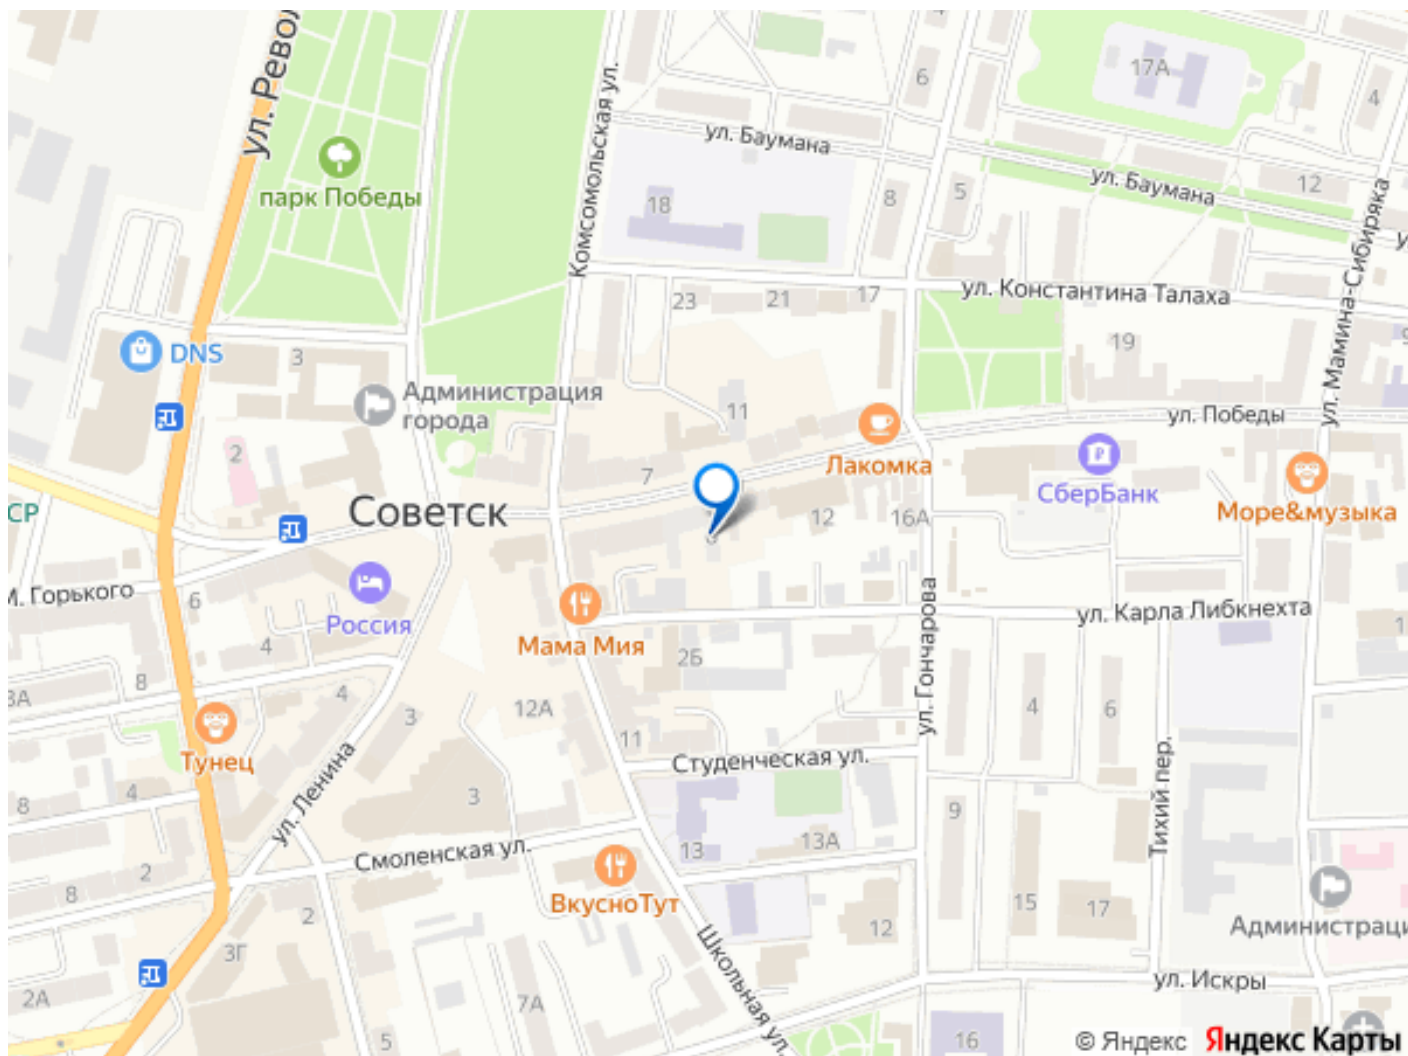 ул. Револ
17А
6
4
Комсомольская ул.
ул. Баумана
парк Победы
18
8
5
ул. Баумана
12
у
ул. Константина Талаха
23
21
17
19
9
ул. Мамина-Сибиряка
DNS
3
Администрация
города
11
ул. Победы
2
7
Лакомка
СберБанк
Море&музыка
СР
Советск
12
16А
М. Горького
6
Россия
ул. Карла Либкнехта
4
Мама Мия
2Б
ул. Гончарова
3А
8
4
3
12А
11
4
6
1
Тунец
Студенческая ул.
8
4
3
ул. Ленина
9
Тихий пер.
Смоленская ул.
13
13А
8
2
ВкусноТут
2
3Г
12
15
17
Администраци
Школьная ул.
2А
7А
5
16
ул. Искры
© Яндекс Яндекс Карты